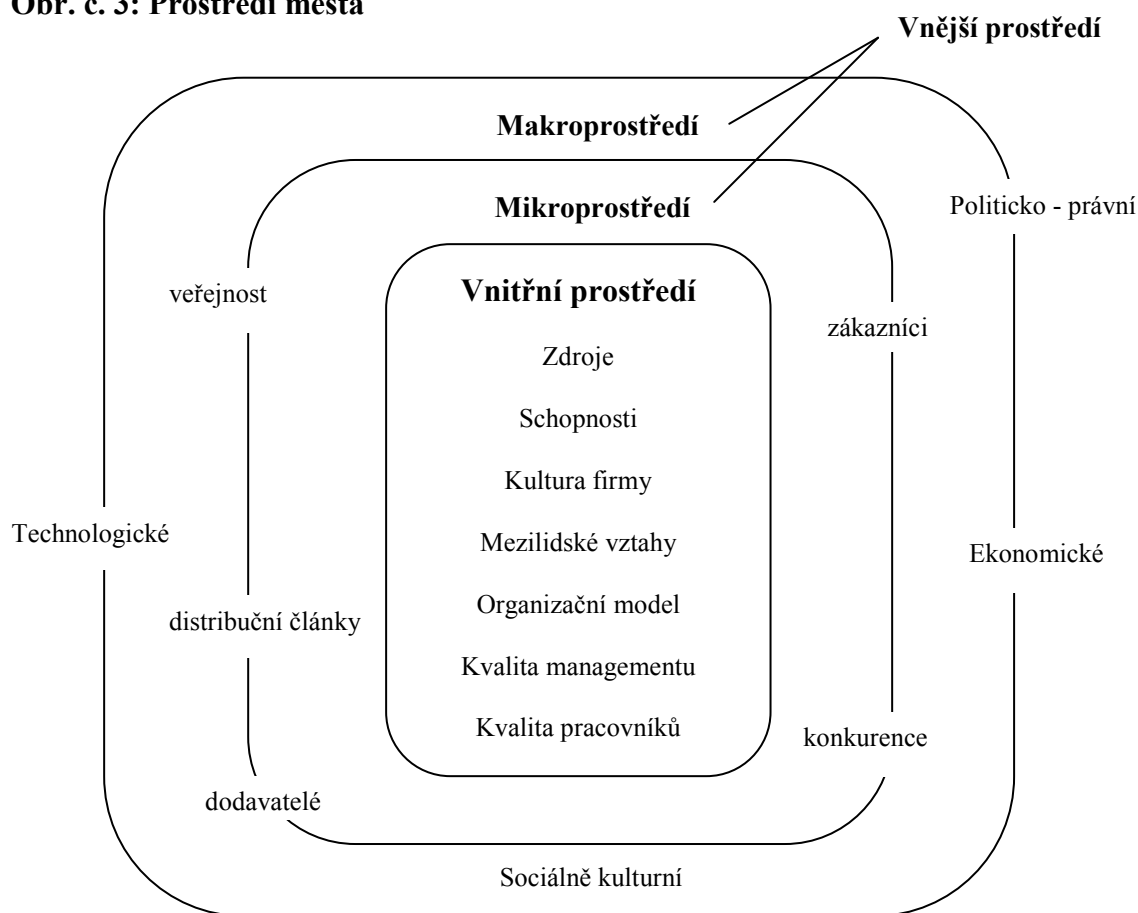 Obr. č. 3: Prostředí města
Vnější prostředí
Makroprostředí
Mikroprostředí
Politicko - právní
Vnitřní prostředí
veřejnost
zákazníci
Zdroje
Schopnosti
Kultura firmy
Technologické
Mezilidské vztahy
Ekonomické
Organizační model
distribuční články
Kvalita managementu
Kvalita pracovníků
konkurence
dodavatelé
Sociálně kulturní